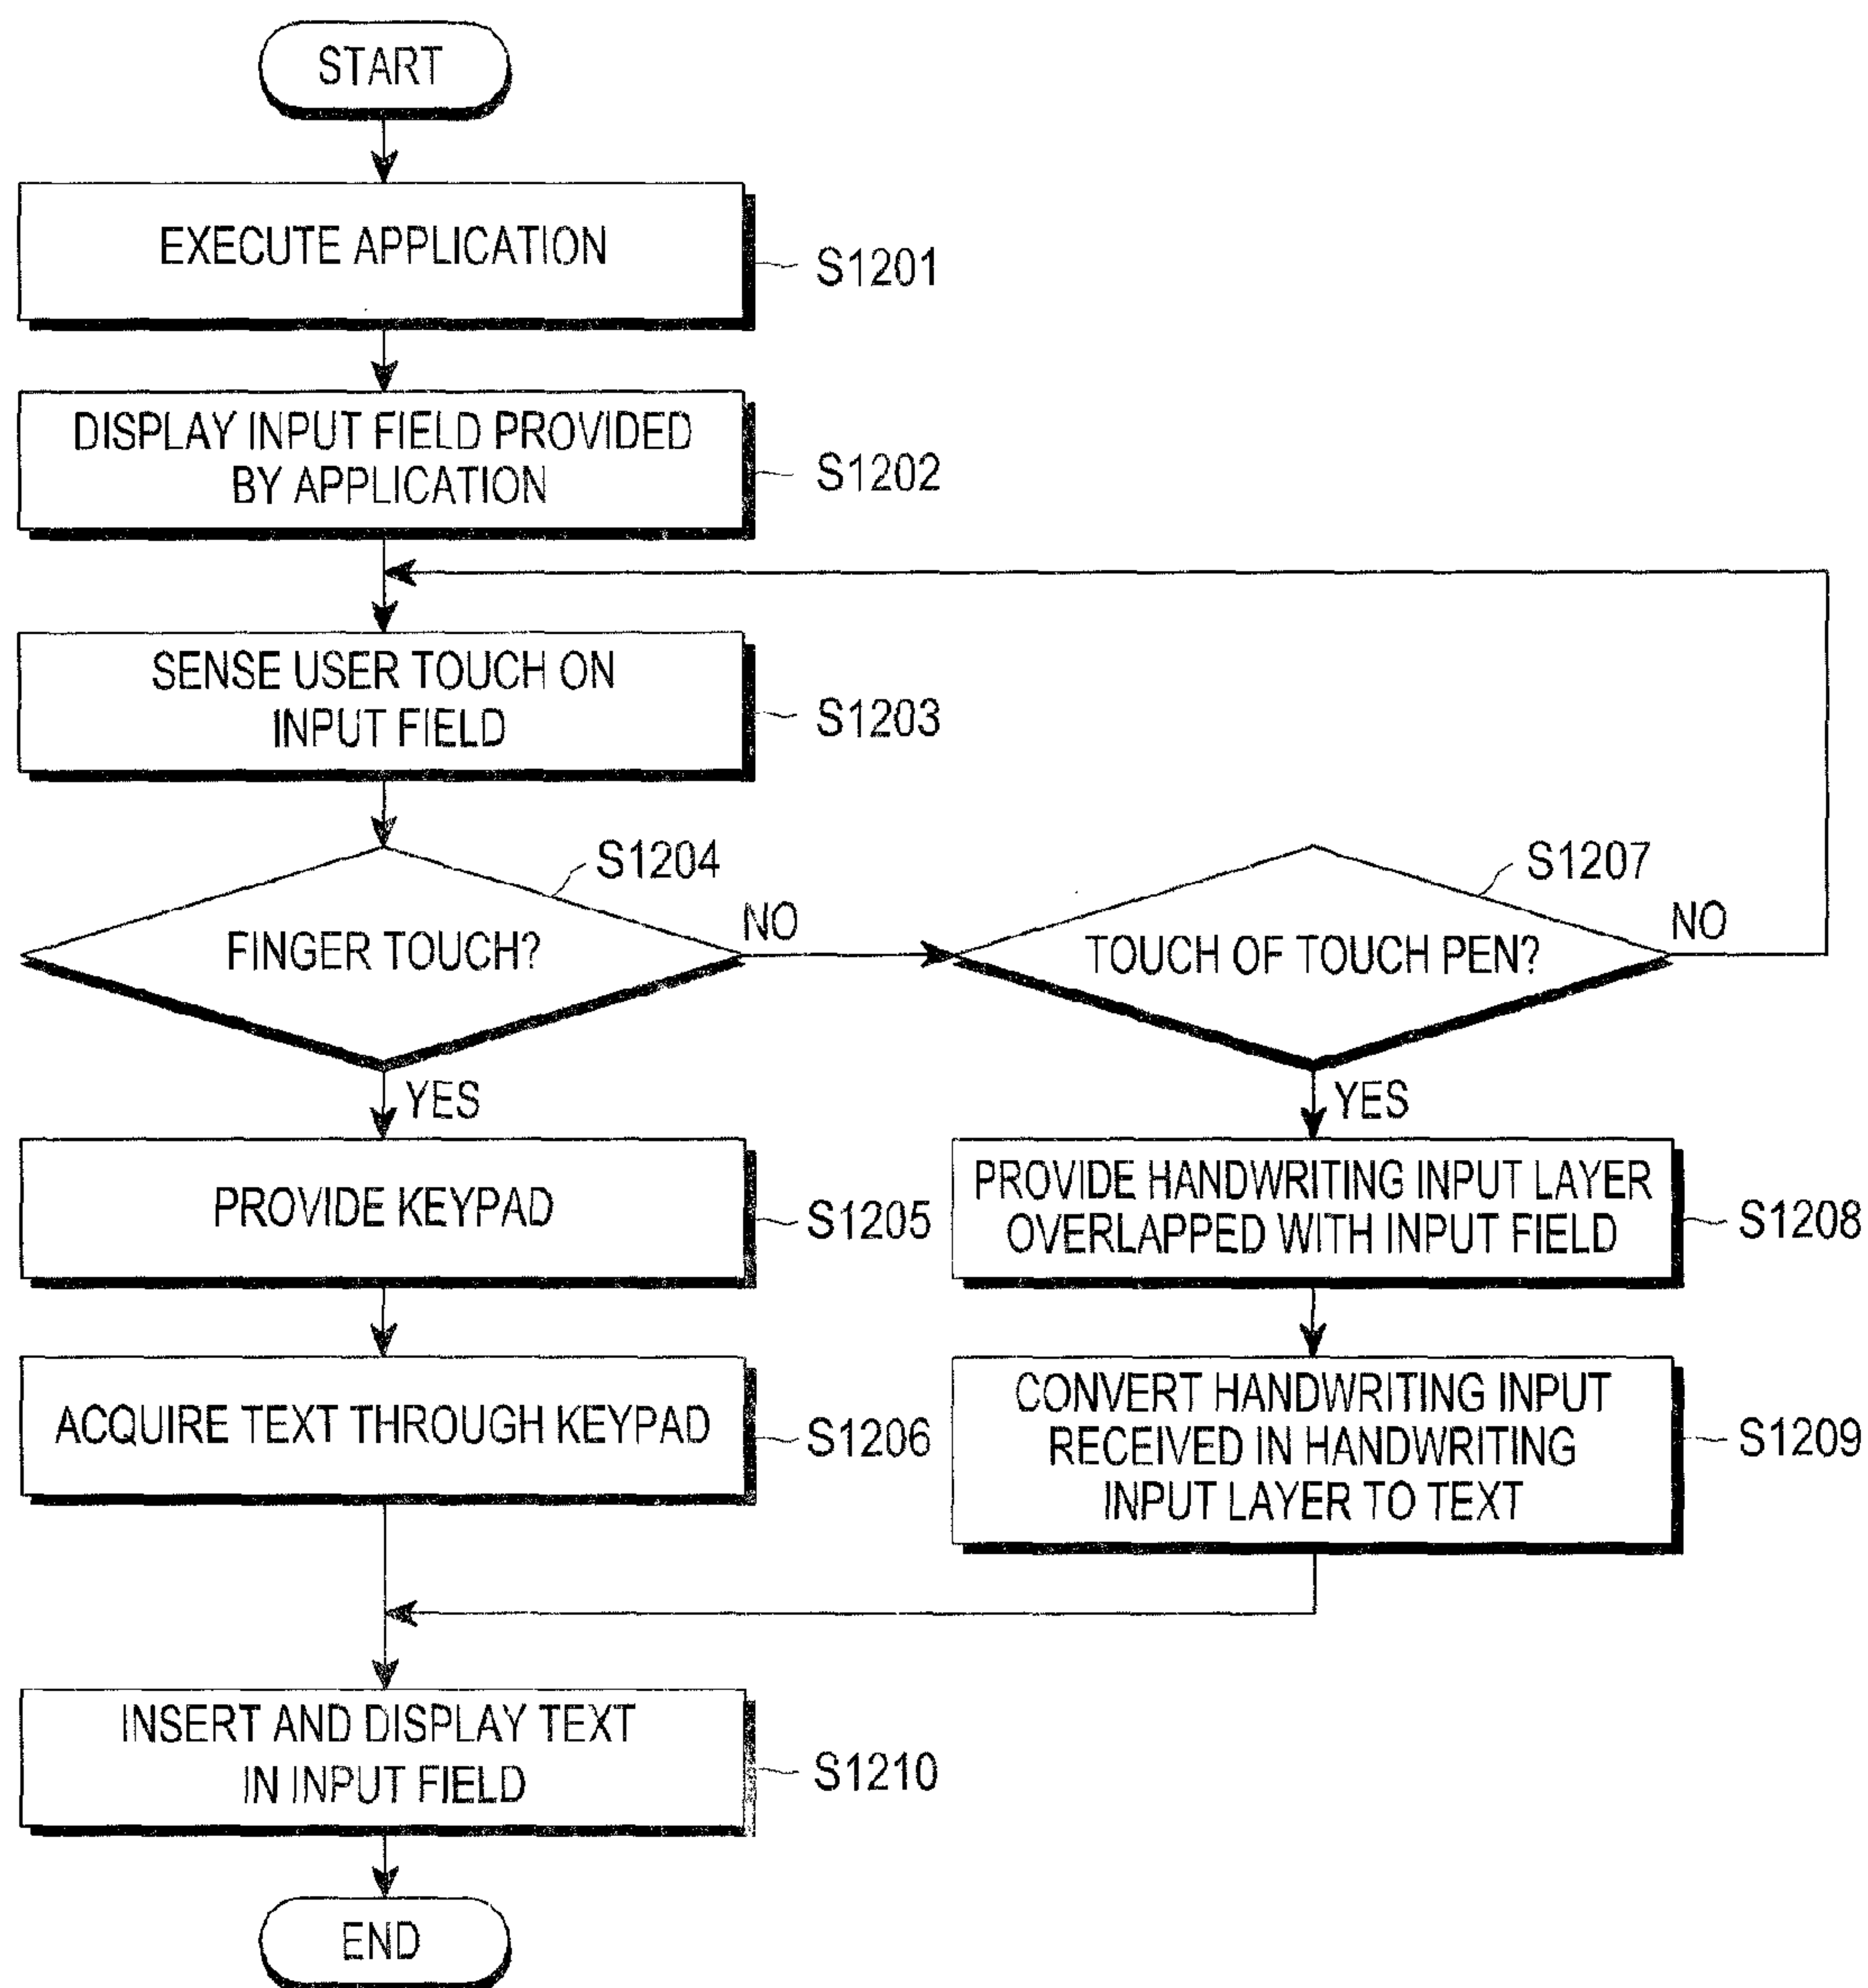 START
EXECUTE APPLICATION
S1201
DISPLAY INPUT FIELD PROVIDED
BY APPLICATION
S1202
SENSE USER TOUCH ON
INPUT FIELD
S1203
S1204
FINGER TOUCH?
NO
YES
S1207
TOUCH OF TOUCH PEN?
NO
YES
PROVIDE KEYPAD
S1205
PROVIDE HANDWRITING INPUT LAYER
OVERLAPPED WITH INPUT FIELD
S1208
ACQUIRE TEXT THROUGH KEYPAD
S1206
CONVERT HANDWRITING INPUT
RECEIVED IN HANDWRITING
INPUT LAYER TO TEXT
S1209
INSERT AND DISPLAY TEXT
IN INPUT FIELD
S1210
END